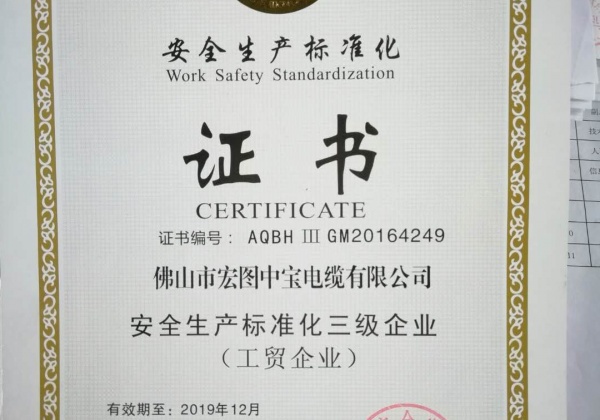 安全生产标准化
Work Safety Standardization
证书
CERTIFICATE
证书编号：AQBH Ⅲ GM20164249
佛山市宏图中宝电缆有限公司
安全生产标准化三级企业
（工贸企业）
有效期至：2019年12月